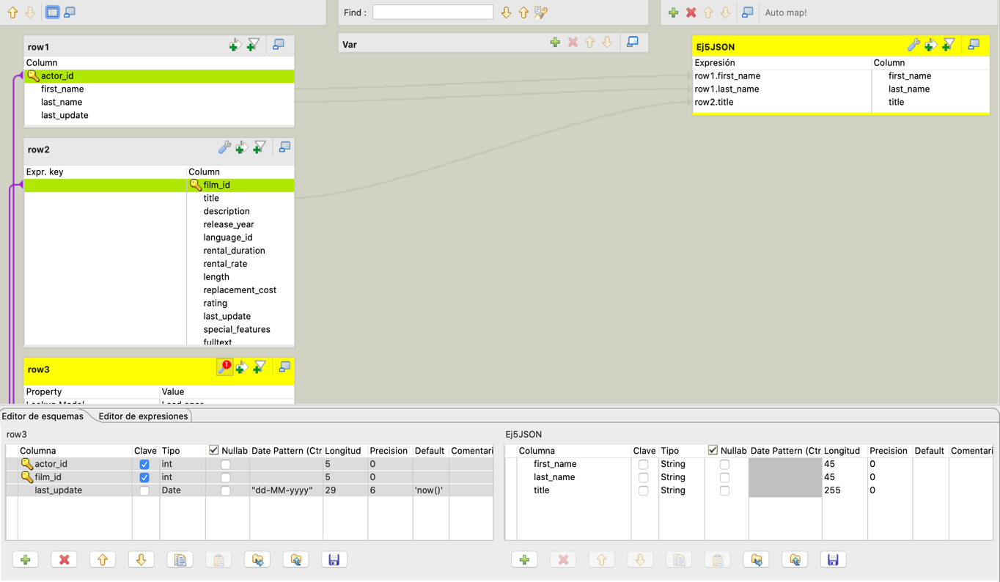 Find :
Auto map!
row1
Column
actor_id
first_name
last_name
last_update
row2
Expr. key Column
film_id
title
description
release_year
language_id
rental_duration
rental_rate
length
replacement_cost
rating
last_update
special_features
fulltext
row3
1
Property Value
Lookup Model Load once
Var
Ej5JSON
Expresión Column
row1.first_name first_name
row1.last_name last_name
row2.title title
Editor de esquemas Editor de expresiones
row3
Columna Clave Tipo Nullab Date Pattern (Ctr Longitud Precision Default Comentari
actor_id int 5 0
film_id int 5 0
last_update Date "dd-MM-yyyy" 29 6 'now()'
Ej5JSON
Columna Clave Tipo Nullab Date Pattern (Ctr Longitud Precision Default Comentari
first_name String 45 0
last_name String 45 0
title String 255 0